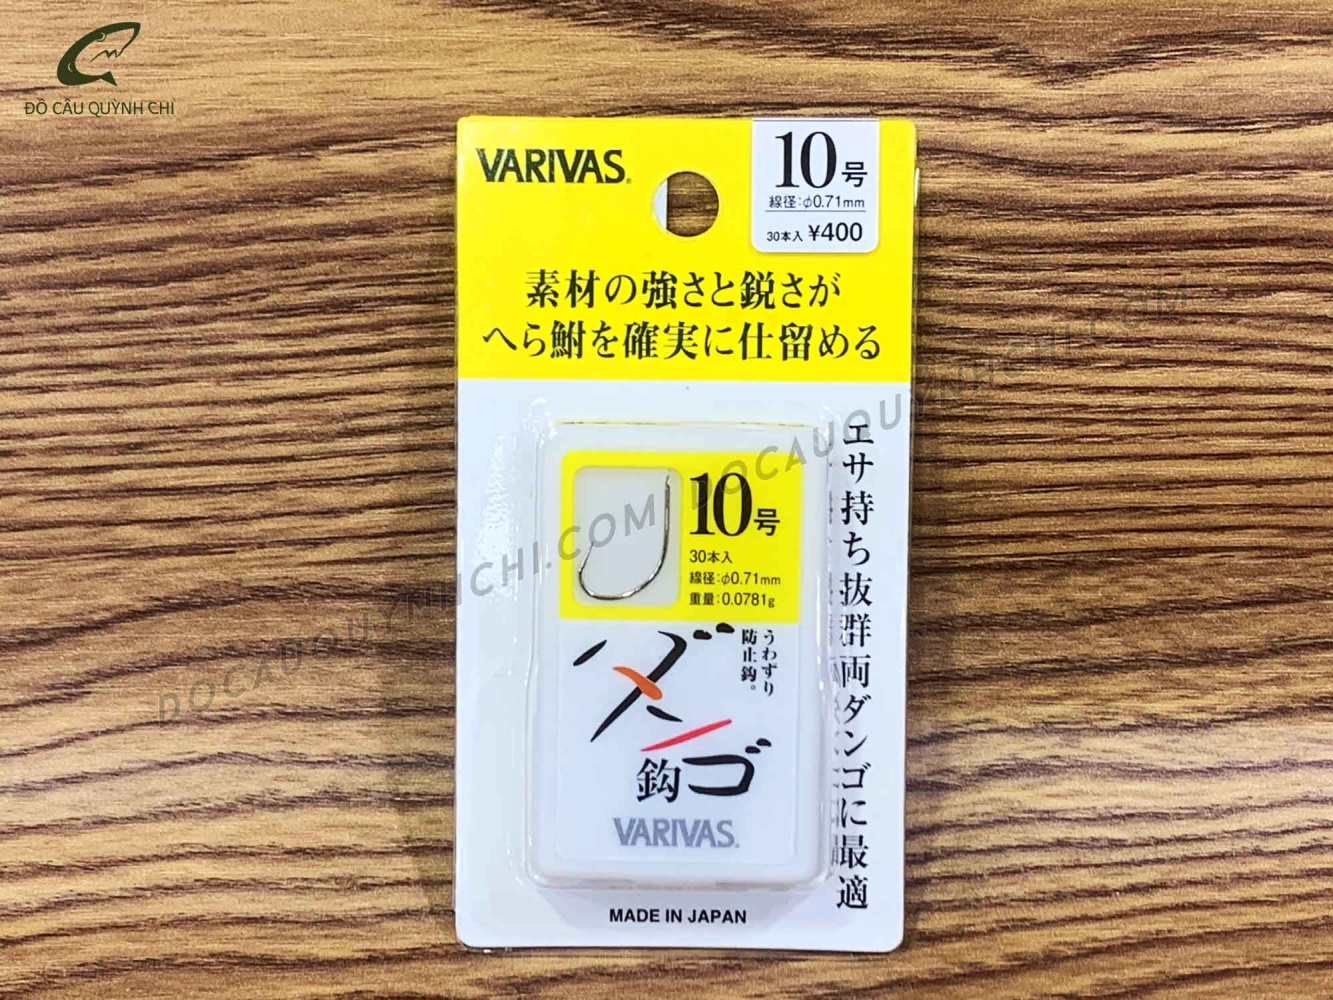 ĐỒ CÂU QUỲNH CHI
VARIVAS®
10号
線径:φ0.71mm
30本入 ¥400
素材の強さと鋭さが
へら鮒を確実に仕留める
エサ持ち抜群両ダンゴに最適
10号
30本入
線径:φ0.71mm
重量:0.0781g
うわずり
防止鈎。
ダンゴ
鈎
VARIVAS®
MADE IN JAPAN
DOCAUQUYNHCHI.COM DOCAUQUYNHCHI.COM